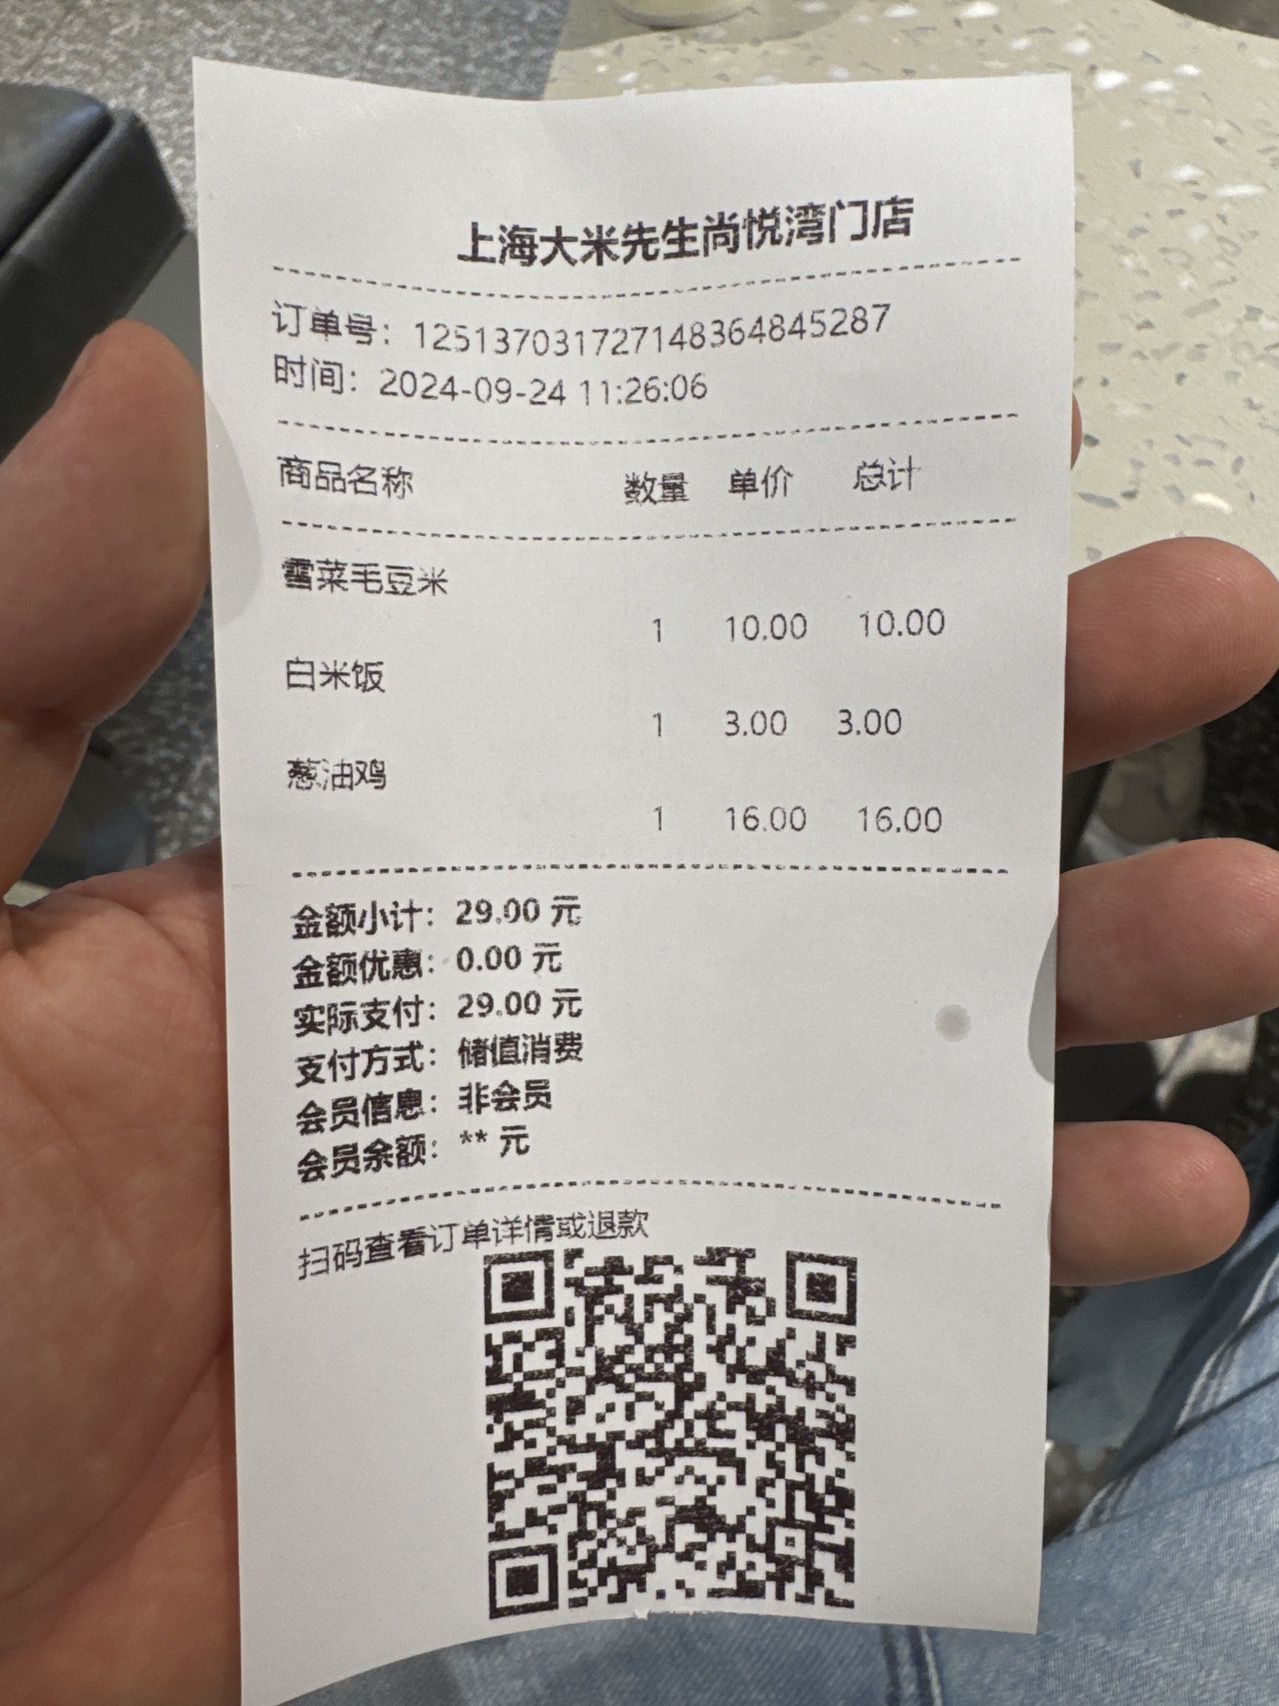 上海大米先生尚悦湾门店
订单号：125137031727148364845287
时间：2024-09-24 11:26:06
商品名称 数量 单价 总计
雪菜毛豆米
1 10.00 10.00
白米饭
1 3.00 3.00
葱油鸡
1 16.00 16.00
金额小计：29.00 元
金额优惠：0.00 元
实际支付：29.00 元
支付方式：储值消费
会员信息：非会员
会员余额：** 元
扫码查看订单详情或退款